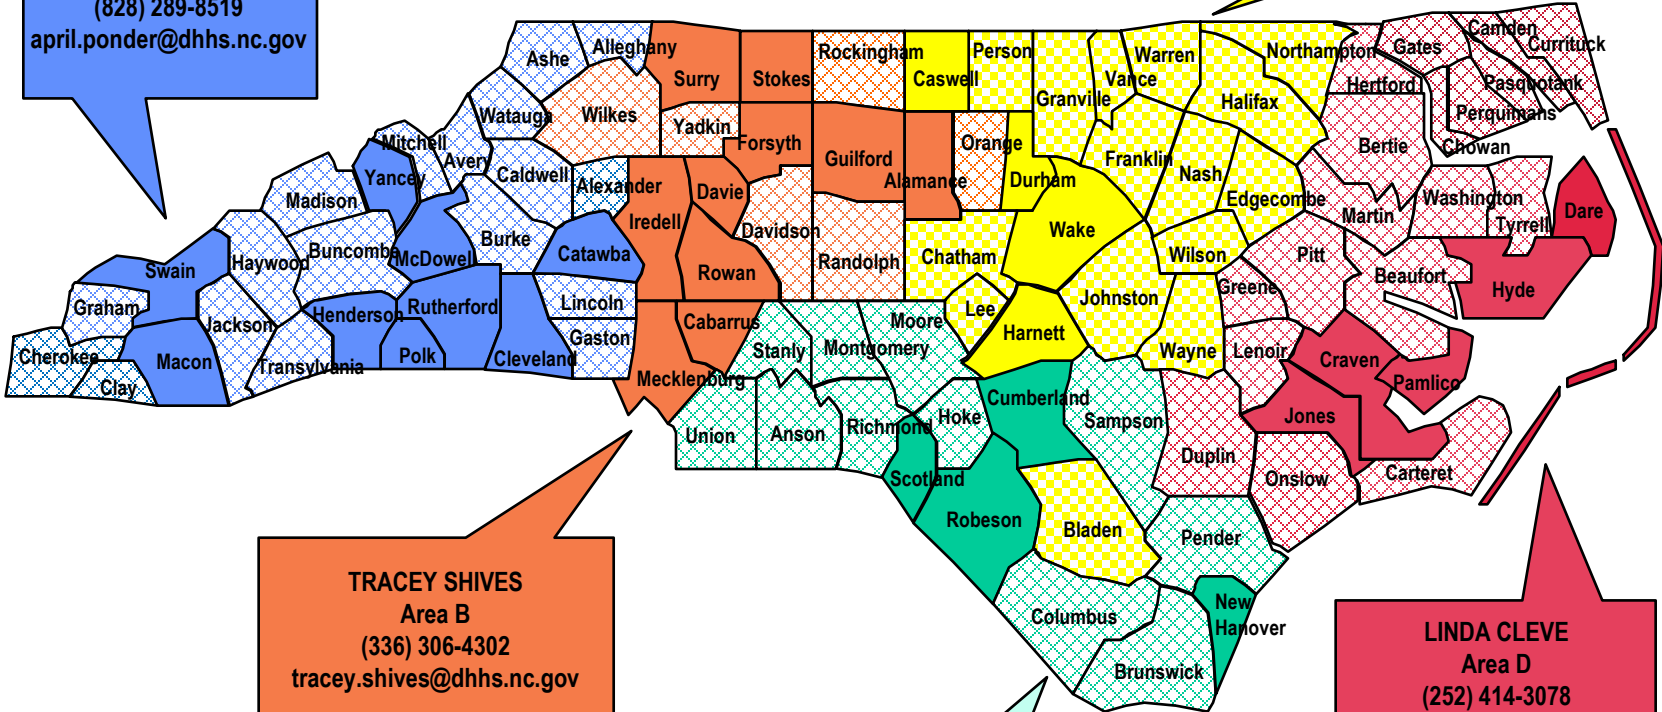 (828) 289-8519
april.ponder@dhhs.nc.gov
Ashe
Alleghany
Surry
Stokes
Rockingham
Caswell
Person
Granville
Vance
Warren
Northampton
Gates
Camden
Currituck
Hertford
Pasquotank
Perquimans
Chowan
Halifax
Watauga
Wilkes
Yadkin
Forsyth
Guilford
Alamance
Orange
Durham
Franklin
Nash
Edgecombe
Bertie
Martin
Washington
Tyrrell
Dare
Mitchell
Avery
Yancey
Caldwell
Alexander
Madison
Iredell
Davie
Davidson
Randolph
Chatham
Wake
Wilson
Pitt
Beaufort
Hyde
Swain
Haywood
Buncombe
McDowel
Burke
Catawba
Rowan
Lincoln
Graham
Jackson
Henderson
Rutherford
Polk
Cleveland
Gaston
Cabarrus
Stanly
Montgomery
Moore
Lee
Harnett
Johnston
Greene
Wayne
Lenoir
Craven
Pamlico
Jones
Cherokee
Clay
Macon
Transylvania
Mecklenburg
Union
Anson
Richmond
Hoke
Cumberland
Sampson
Duplin
Onslow
Carteret
Scotland
Robeson
Bladen
Pender
Columbus
New
Hanover
Brunswick
TRACEY SHIVES
Area B
(336) 306-4302
tracey.shives@dhhs.nc.gov
LINDA CLEVE
Area D
(252) 414-3078